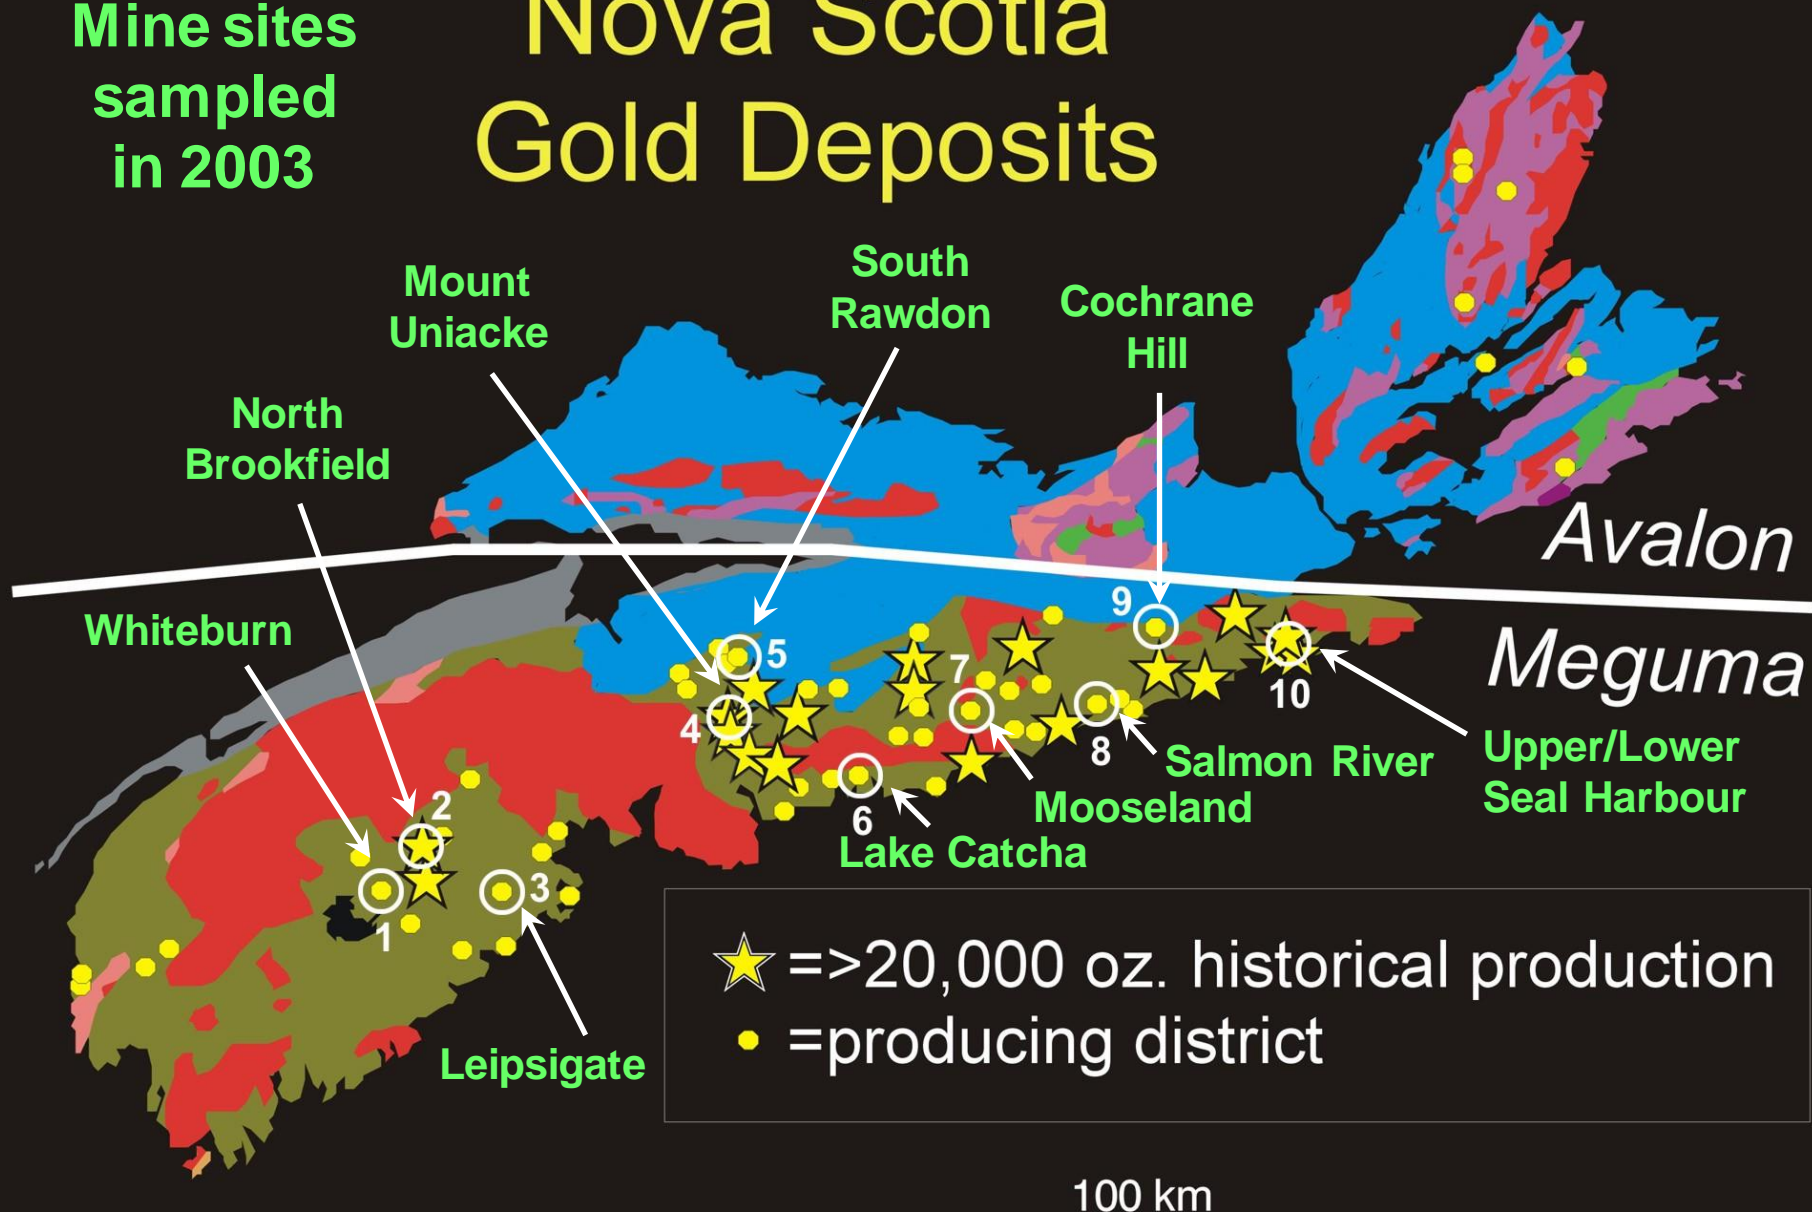 Mine sites
sampled
in 2003
Nova Scotia
Gold Deposits
Mount
Uniacke
South
Rawdon
Cochrane
Hill
North
Brookfield
Whiteburn
Avalon
Meguma
9
5
7
4
10
8
Salmon River
Upper/Lower
Seal Harbour
Mooseland
6
Lake Catcha
2
3
1
Leipsigate
=>20,000 oz. historical production
=producing district
100 km